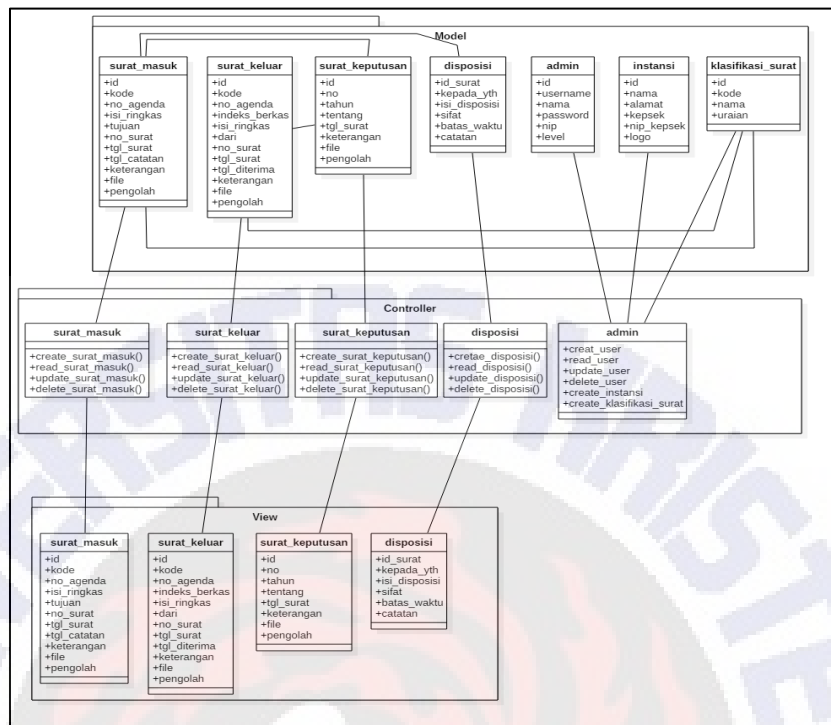 Model
surat_masuk
+id
+kode
+no_agenda
+isi_ringkas
+tujuan
+no_surat
+tgl_surat
+tgl_catatan
+keterangan
+file
+pengolah
surat_keluar
+id
+kode
+no_agenda
+indeks_berkas
+isi_ringkas
+dari
+no_surat
+tgl_surat
+tgl_diterima
+keterangan
+file
+pengolah
surat_keputusan
+id
+no
+tahun
+tentang
+tgl_surat
+keterangan
+file
+pengolah
disposisi
+id_surat
+kepada_yth
+isi_disposisi
+sifat
+batas_waktu
+catatan
admin
+id
+username
+nama
+password
+nip
+level
instansi
+id
+nama
+alamat
+kepsek
+nip_kepsek
+logo
klasifikasi_surat
+id
+kode
+nama
+uraian
Controller
surat_masuk
+create_surat_masuk()
+read_surat_masuk()
+update_surat_masuk()
+delete_surat_masuk()
surat_keluar
+create_surat_keluar()
+read_surat_keluar()
+update_surat_keluar()
+delete_surat_keluar()
surat_keputusan
+create_surat_keputusan()
+read_surat_keputusan()
+update_surat_keputusan()
+delete_surat_keputusan()
disposisi
+cretae_disposisi()
+read_disposisi()
+update_disposisi()
+delete_disposisi()
admin
+creat_user
+read_user
+update_user
+delete_user
+create_instansi
+create_klasifikasi_surat
View
surat_masuk
+id
+kode
+no_agenda
+isi_ringkas
+tujuan
+no_surat
+tgl_surat
+tgl_catatan
+keterangan
+file
+pengolah
surat_keluar
+id
+kode
+no_agenda
+indeks_berkas
+isi_ringkas
+dari
+no_surat
+tgl_surat
+tgl_diterima
+keterangan
+file
+pengolah
surat_keputusan
+id
+no
+tahun
+tentang
+tgl_surat
+keterangan
+file
+pengolah
disposisi
+id_surat
+kepada_yth
+isi_disposisi
+sifat
+batas_waktu
+catatan